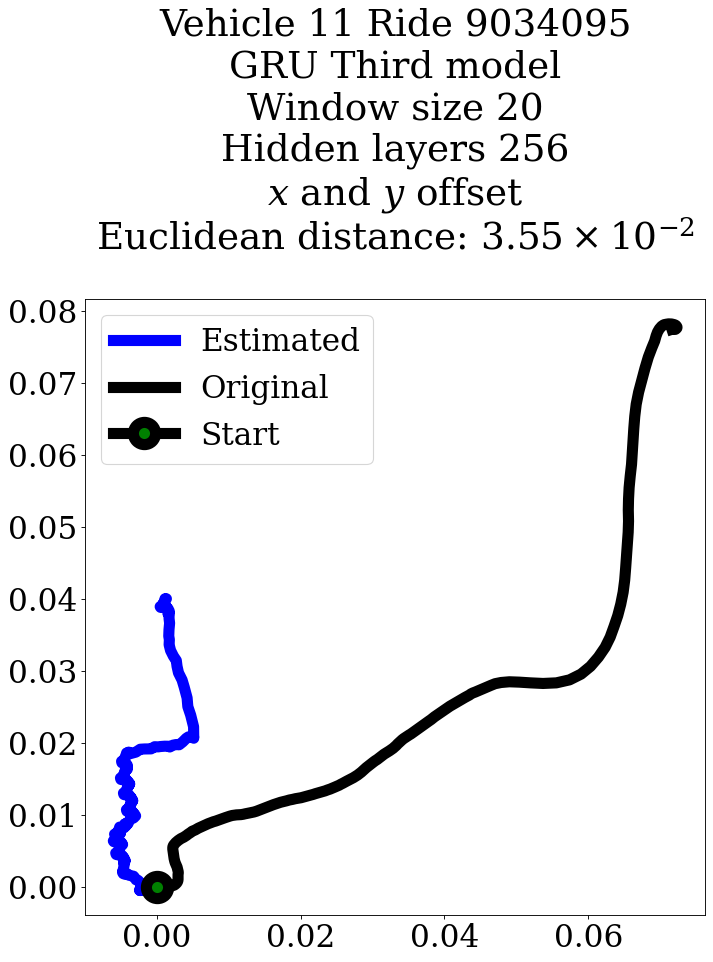 Vehicle 11 Ride 9034095
GRU Third model
Window size 20
Hidden layers 256
x and y offset
Euclidean distance: 3.55 × 10⁻²
0.08
0.07
0.06
0.05
0.04
0.03
0.02
0.01
0.00
Estimated
Original
Start
0.00 0.02 0.04 0.06